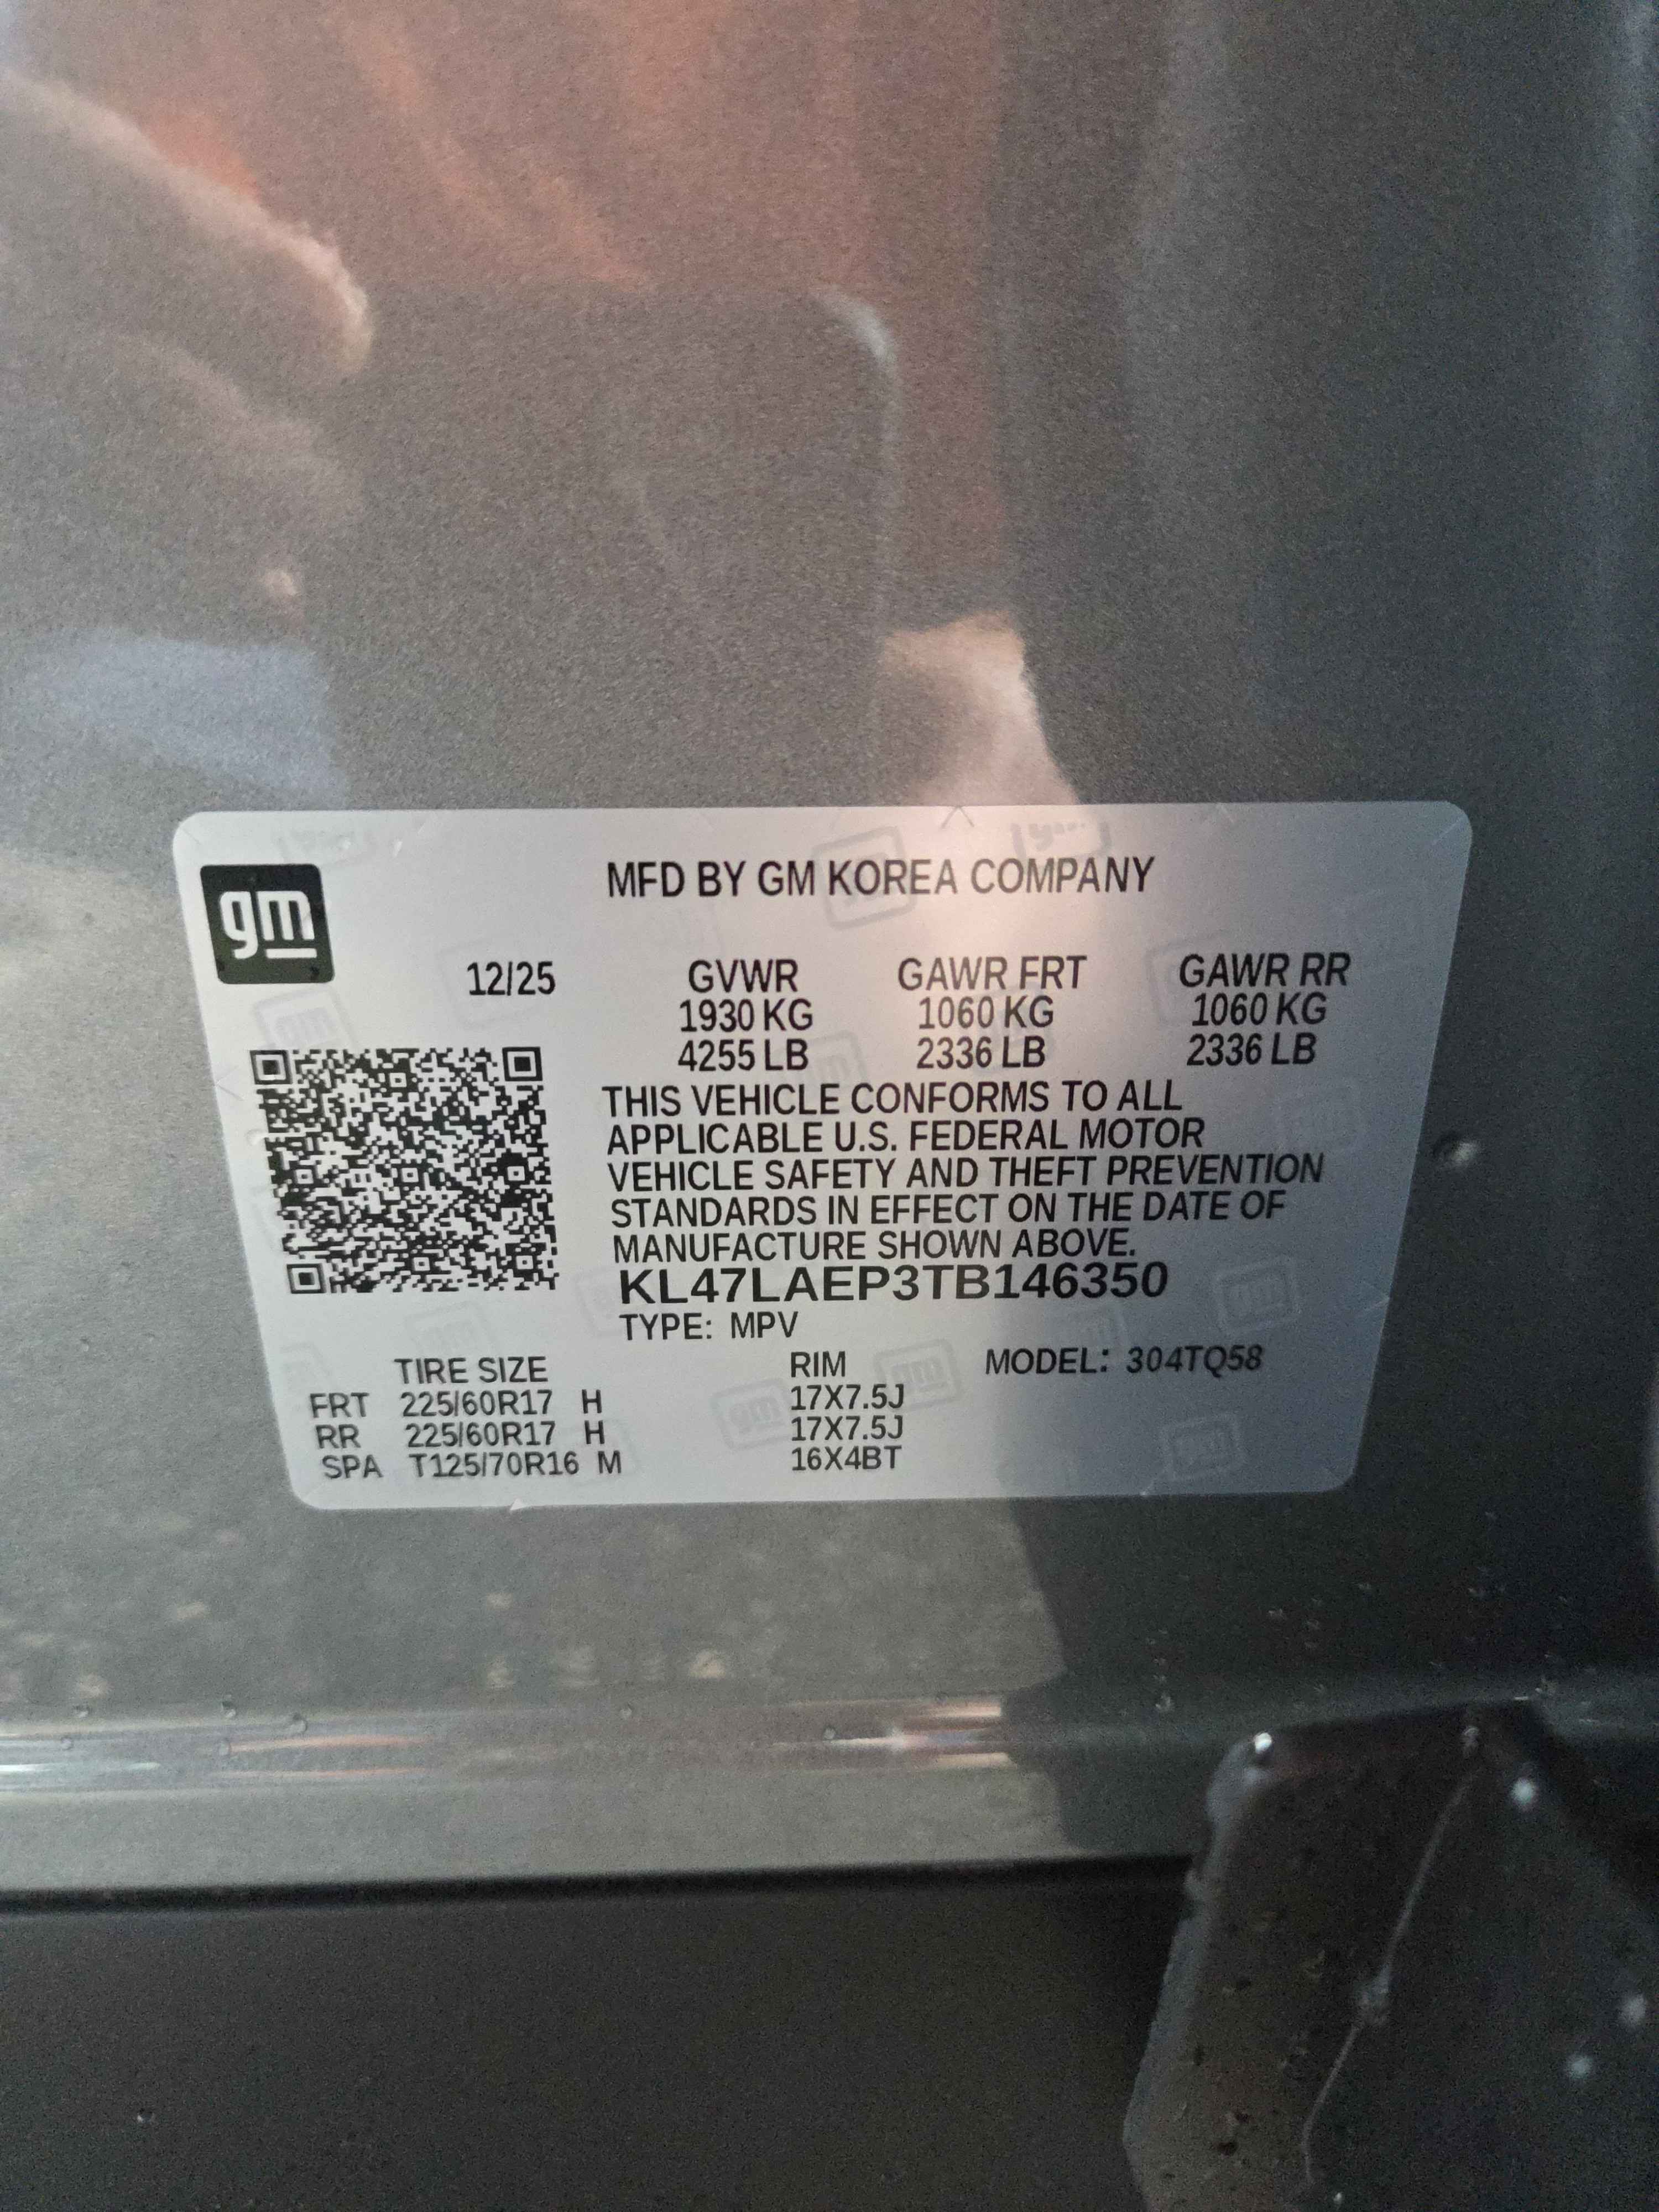 gm
MFD BY GM KOREA COMPANY
12/25 GVWR GAWR FRT GAWR RR
1930 KG 1060 KG 1060 KG
4255 LB 2336 LB 2336 LB
THIS VEHICLE CONFORMS TO ALL
APPLICABLE U.S. FEDERAL MOTOR
VEHICLE SAFETY AND THEFT PREVENTION
STANDARDS IN EFFECT ON THE DATE OF
MANUFACTURE SHOWN ABOVE.
KL47LAEP3TB146350
TYPE: MPV
TIRE SIZE RIM MODEL: 304TQ58
FRT 225/60R17 H 17X7.5J
RR 225/60R17 H 17X7.5J
SPA T125/70R16 M 16X4BT